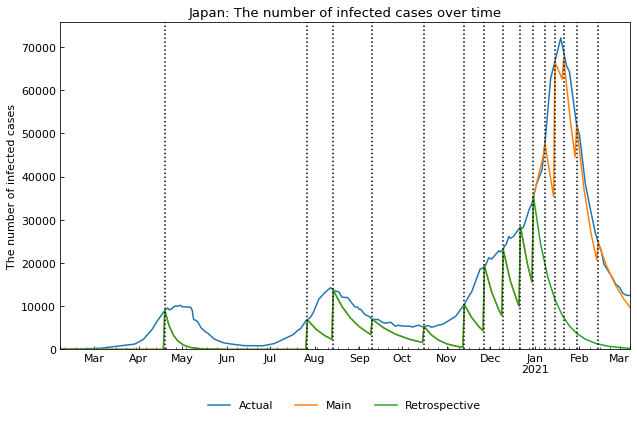 Japan: The number of infected cases over time
The number of infected cases
70000
60000
50000
40000
30000
20000
10000
0
Mar Apr May Jun Jul Aug Sep Oct Nov Dec Jan Feb Mar
2021
Actual Main Retrospective